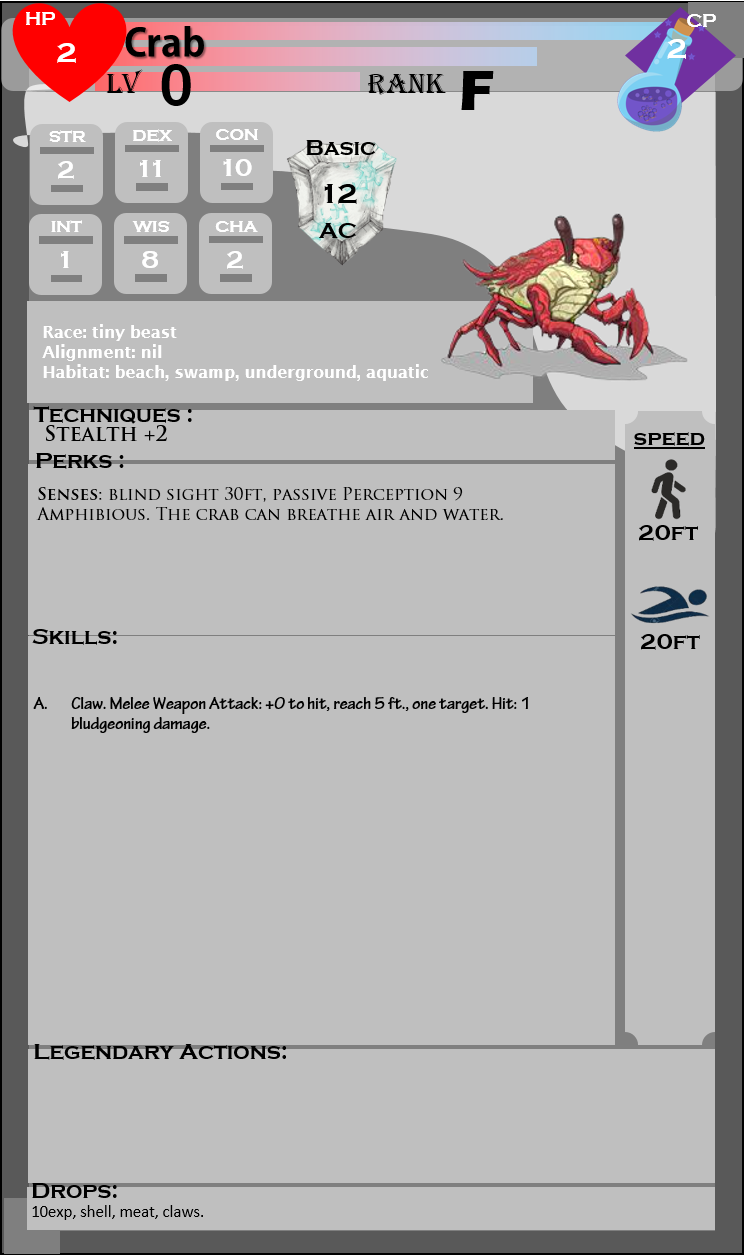 HP
2
Crab
CP
2
LV 0 RANK F
STR
2
DEX
11
CON
10
INT
1
WIS
8
CHA
2
BASIC
12
AC
Race: tiny beast
Alignment: nil
Habitat: beach, swamp, underground, aquatic
TECHNIQUES :
STEALTH +2
PERKS :
SENSES: BLIND SIGHT 30FT, PASSIVE PERCEPTION 9
AMPHIBIOUS. THE CRAB CAN BREATHE AIR AND WATER.
SPEED
20FT
20FT
SKILLS:
A. Claw. Melee Weapon Attack: +0 to hit, reach 5 ft., one target. Hit: 1
bludgeoning damage.
LEGENDARY ACTIONS:
DROPS:
10exp, shell, meat, claws.